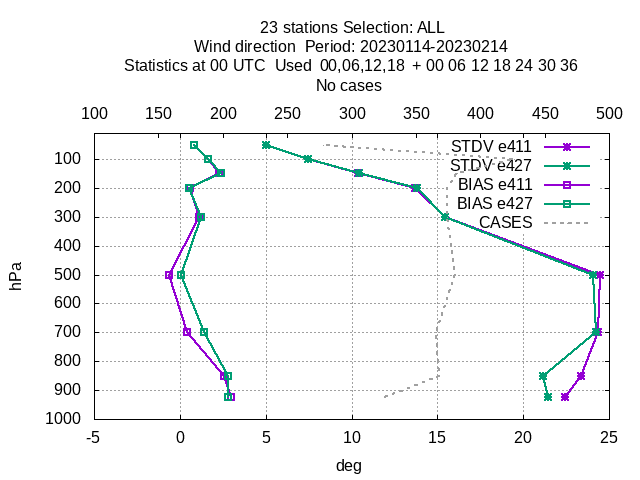 23 stations Selection: ALL
Wind direction  Period: 20230114-20230214
Statistics at 00 UTC  Used  00,06,12,18  + 00 06 12 18 24 30 36
No cases
100 150 200 250 300 350 400 450 500
STDV e411
STDV e427
BIAS e411
BIAS e427
CASES
100
200
300
400
500
600
700
800
900
1000
hPa
-5 0 5 10 15 20 25
deg